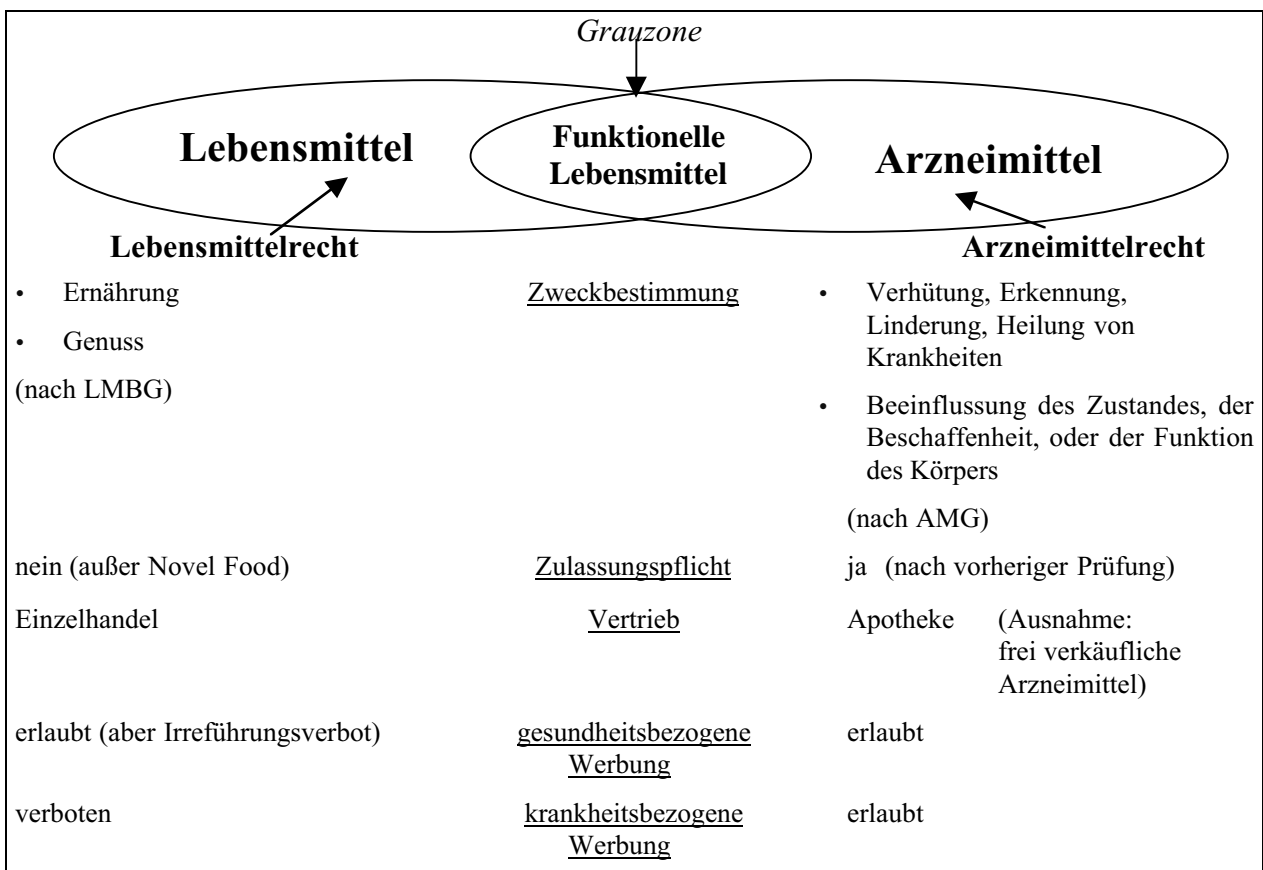 Grauzone
Lebensmittel
Funktionelle
Lebensmittel
Arzneimittel
Lebensmittelrecht
Arzneimittelrecht
• Ernährung
• Genuss
(nach LMBG)
Zweckbestimmung
• Verhütung, Erkennung,
Linderung, Heilung von
Krankheiten
• Beeinflussung des Zustandes, der
Beschaffenheit, oder der Funktion
des Körpers
(nach AMG)
nein (außer Novel Food)
Zulassungspflicht
ja (nach vorheriger Prüfung)
Einzelhandel
Vertrieb
Apotheke (Ausnahme:
frei verkäufliche
Arzneimittel)
erlaubt (aber Irreführungsverbot)
gesundheitsbezogene
Werbung
erlaubt
verboten
krankheitsbezogene
Werbung
erlaubt